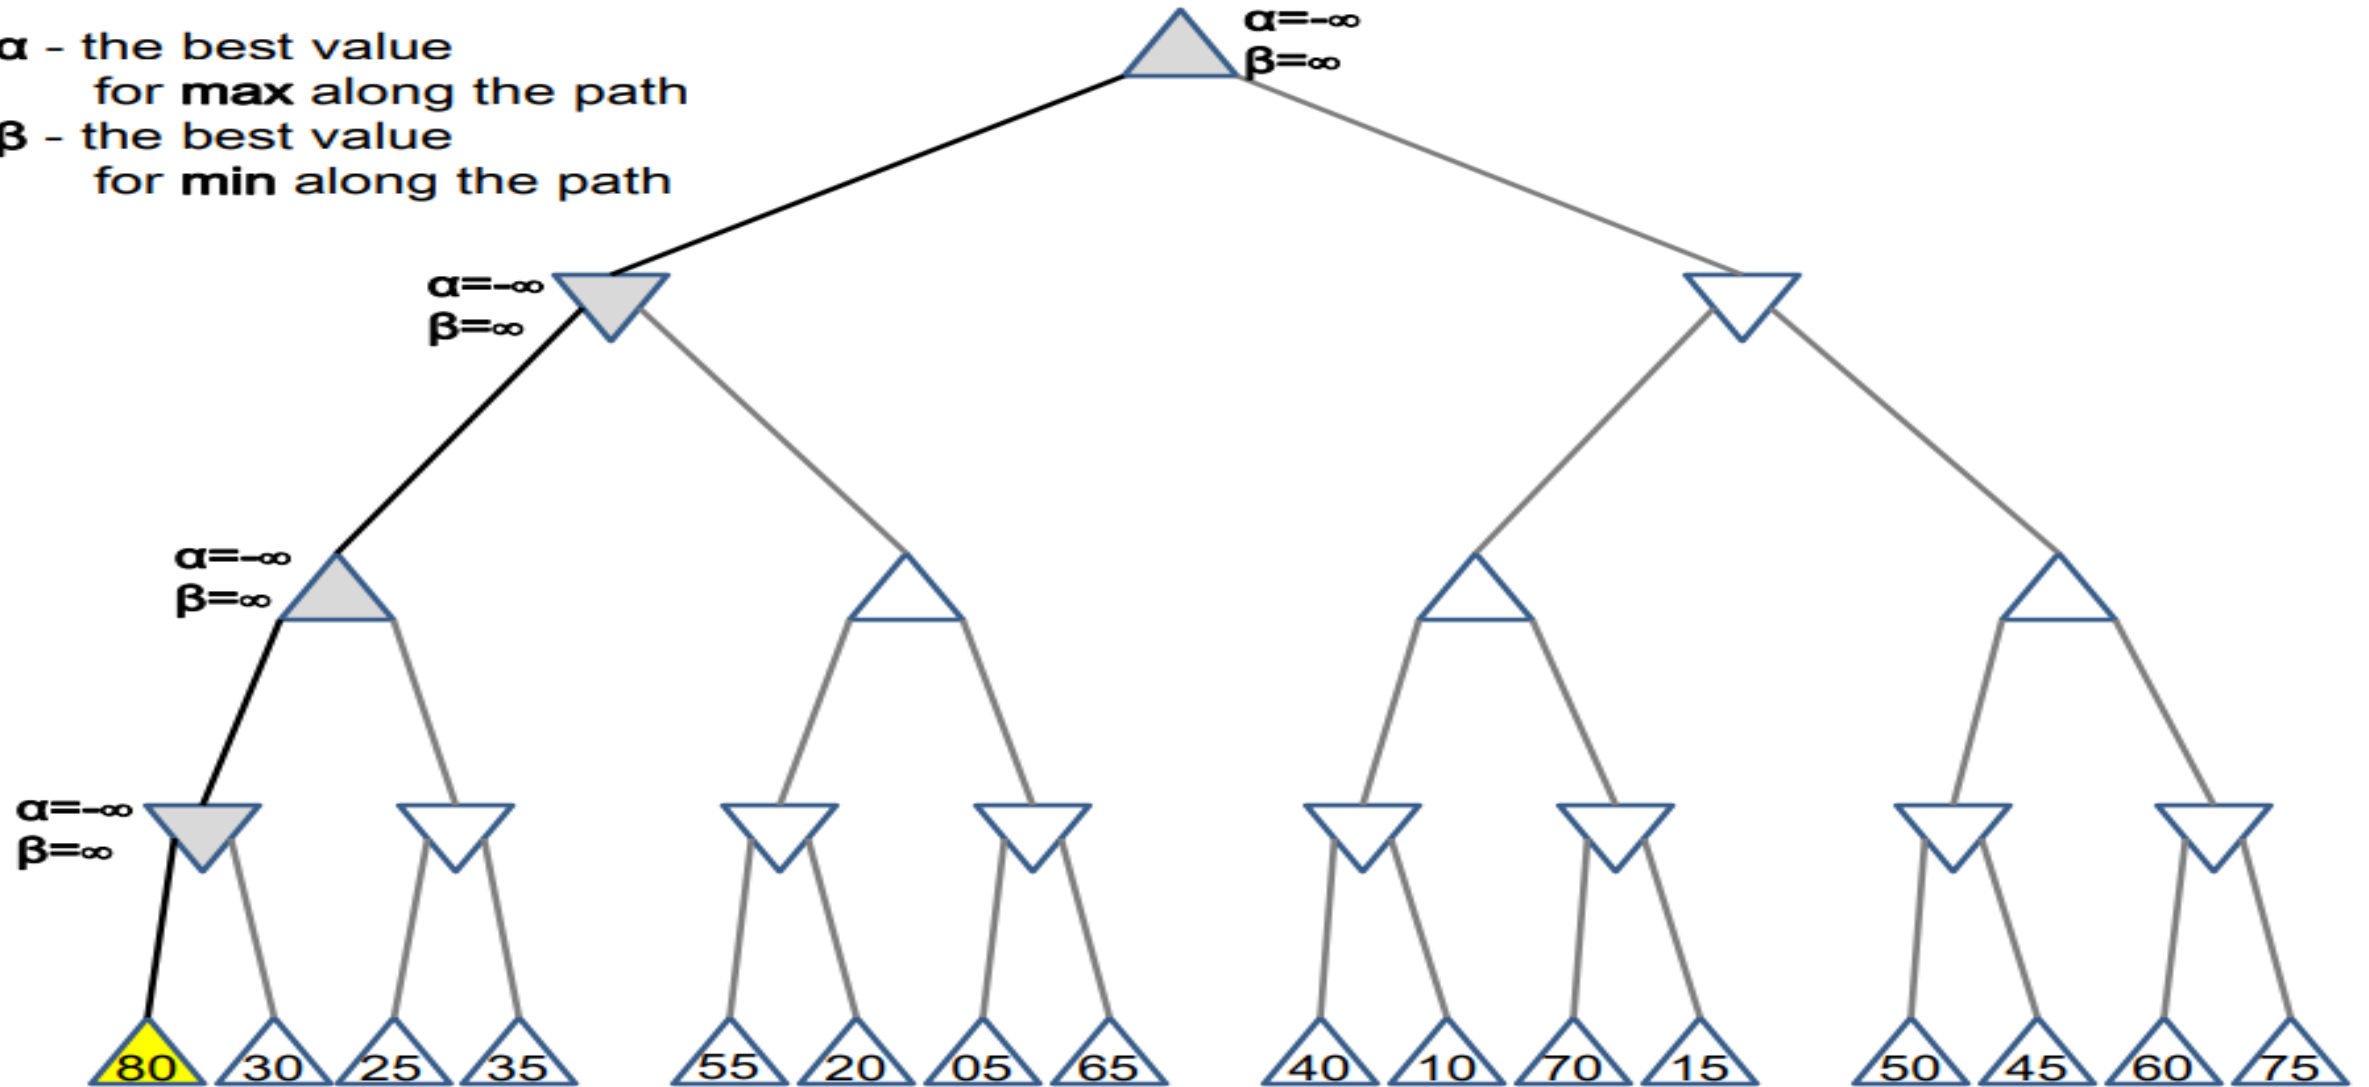 α - the best value
for max along the path
β - the best value
for min along the path
α=-∞
β=∞
α=-∞
β=∞
α=-∞
β=∞
α=-∞
β=∞
80 30 25 35 55 20 05 65 40 10 70 15 50 45 60 75